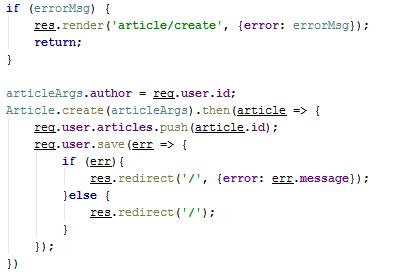 if (errorMsg) {
    res.render('article/create', {error: errorMsg});
    return;
}

articleArgs.author = req.user.id;
Article.create(articleArgs).then(article => {
    req.user.articles.push(article.id);
    req.user.save(err => {
        if (err){
            res.redirect('/', {error: err.message});
        }else {
            res.redirect('/');
        }
    });
})